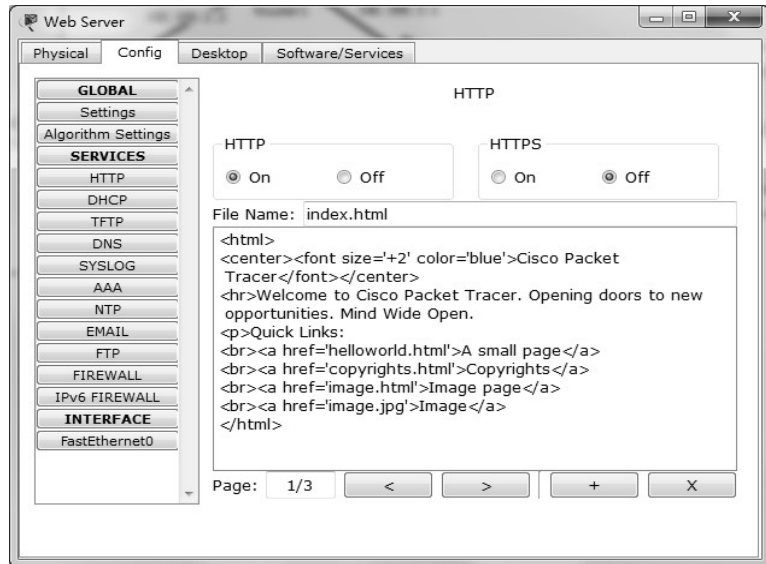 Web Server
Physical
Config
Desktop
Software/Services
GLOBAL
Settings
Algorithm Settings
SERVICES
HTTP
DHCP
TFTP
DNS
SYSLOG
AAA
NTP
EMAIL
FTP
FIREWALL
IPv6 FIREWALL
INTERFACE
FastEthernet0
HTTP
HTTP
On
Off
HTTPS
On
Off
File Name: index.html
<html>
<center><font size='+2' color='blue'>Cisco Packet
Tracer</font></center>
<hr>Welcome to Cisco Packet Tracer. Opening doors to new
opportunities. Mind Wide Open.
<p>Quick Links:
<br><a href='helloworld.html'>A small page</a>
<br><a href='copyrights.html'>Copyrights</a>
<br><a href='image.html'>Image page</a>
<br><a href='image.jpg'>Image</a>
</html>
Page: 1/3 < > + X